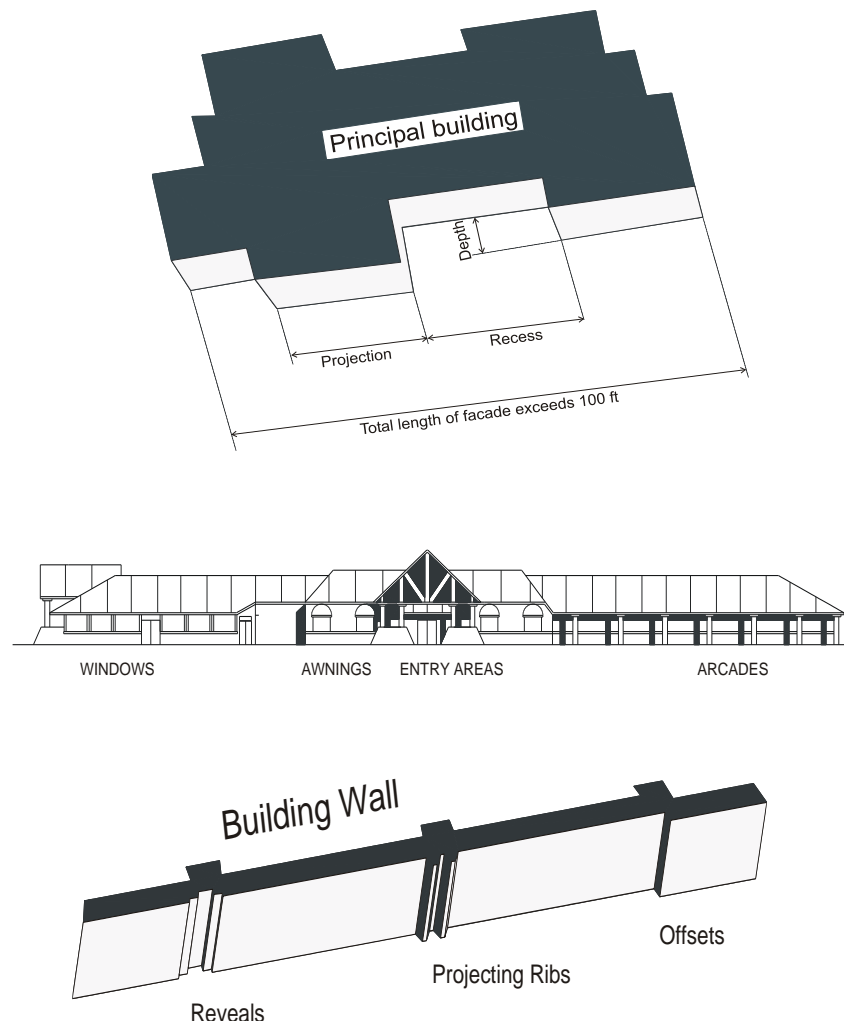 Principal building
Depth
Recess
Projection
Total length of facade exceeds 100 ft
WINDOWS
AWNINGS
ENTRY AREAS
ARCADES
Building Wall
Offsets
Projecting Ribs
Reveals